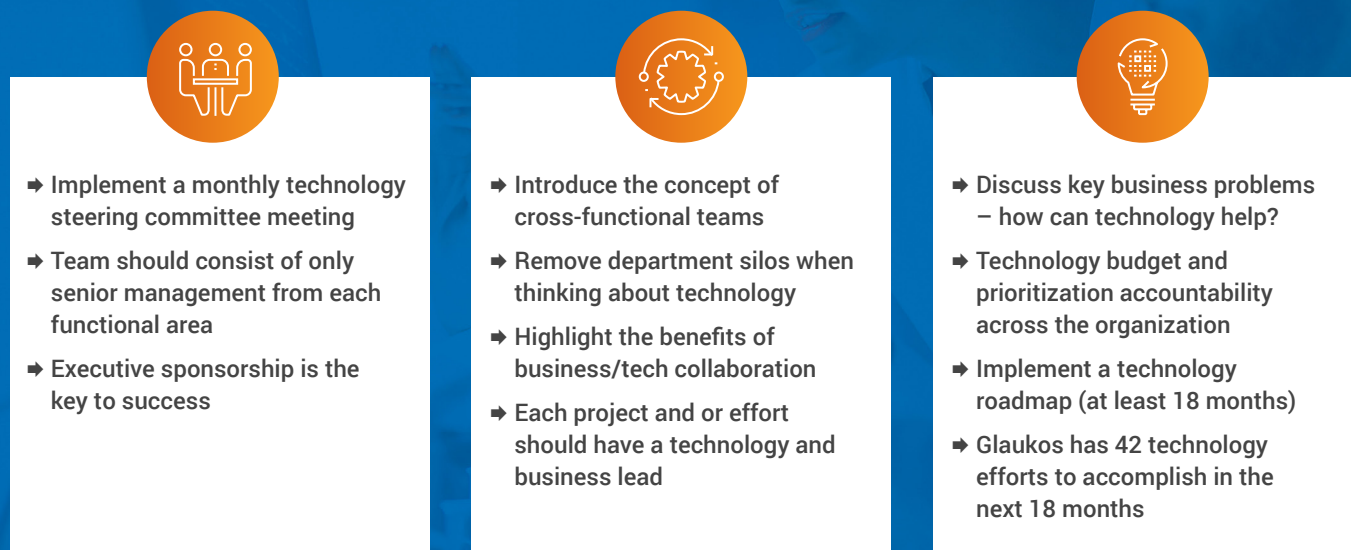 ➡ Implement a monthly technology
steering committee meeting
➡ Team should consist of only
senior management from each
functional area
➡ Executive sponsorship is the
key to success
➡ Introduce the concept of
cross-functional teams
➡ Remove department silos when
thinking about technology
➡ Highlight the benefits of
business/tech collaboration
➡ Each project and or effort
should have a technology and
business lead
➡ Discuss key business problems
– how can technology help?
➡ Technology budget and
prioritization accountability
across the organization
➡ Implement a technology
roadmap (at least 18 months)
➡ Glaukos has 42 technology
efforts to accomplish in the
next 18 months